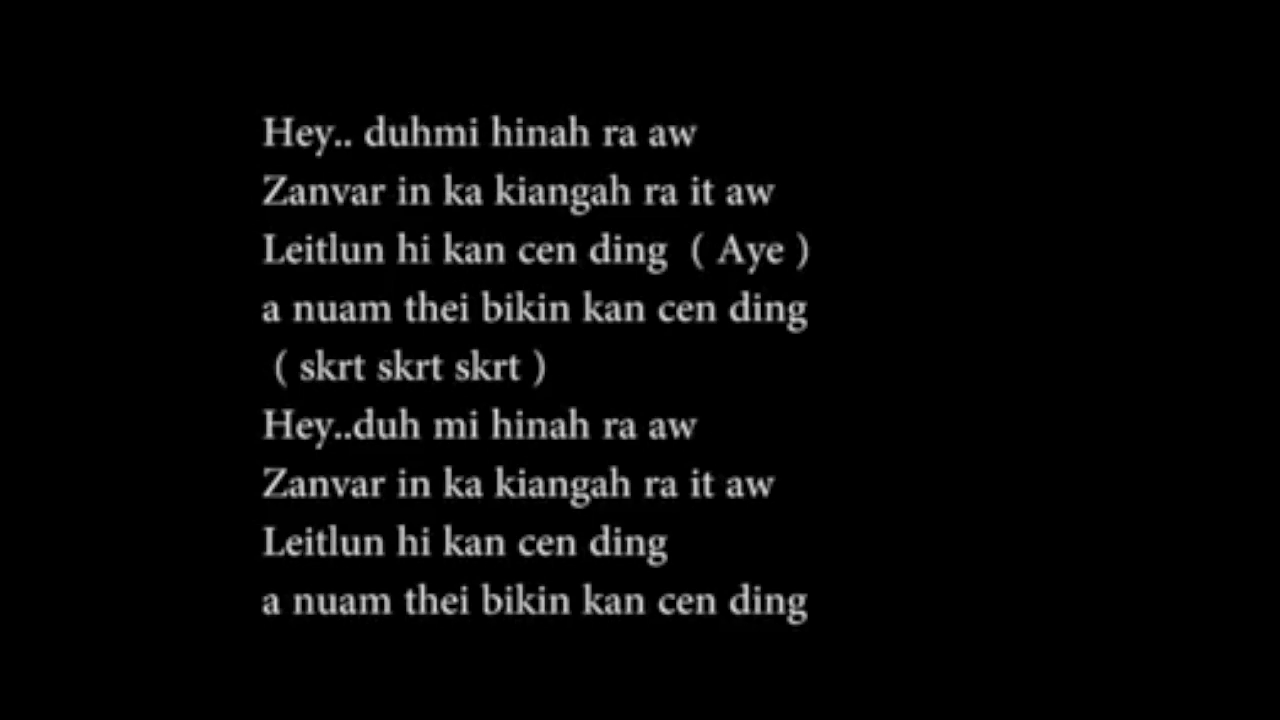 Hey.. duhmi hinah ra aw
Zanvar in ka kiangah ra it aw
Leitlun hi kan cen ding ( Aye )
a nuam thei bikin kan cen ding
( skrt skrt skrt )
Hey..duh mi hinah ra aw
Zanvar in ka kiangah ra it aw
Leitlun hi kan cen ding
a nuam thei bikin kan cen ding